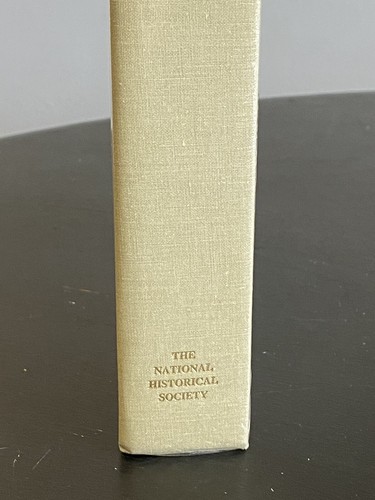 THE
NATIONAL
HISTORICAL
SOCIETY